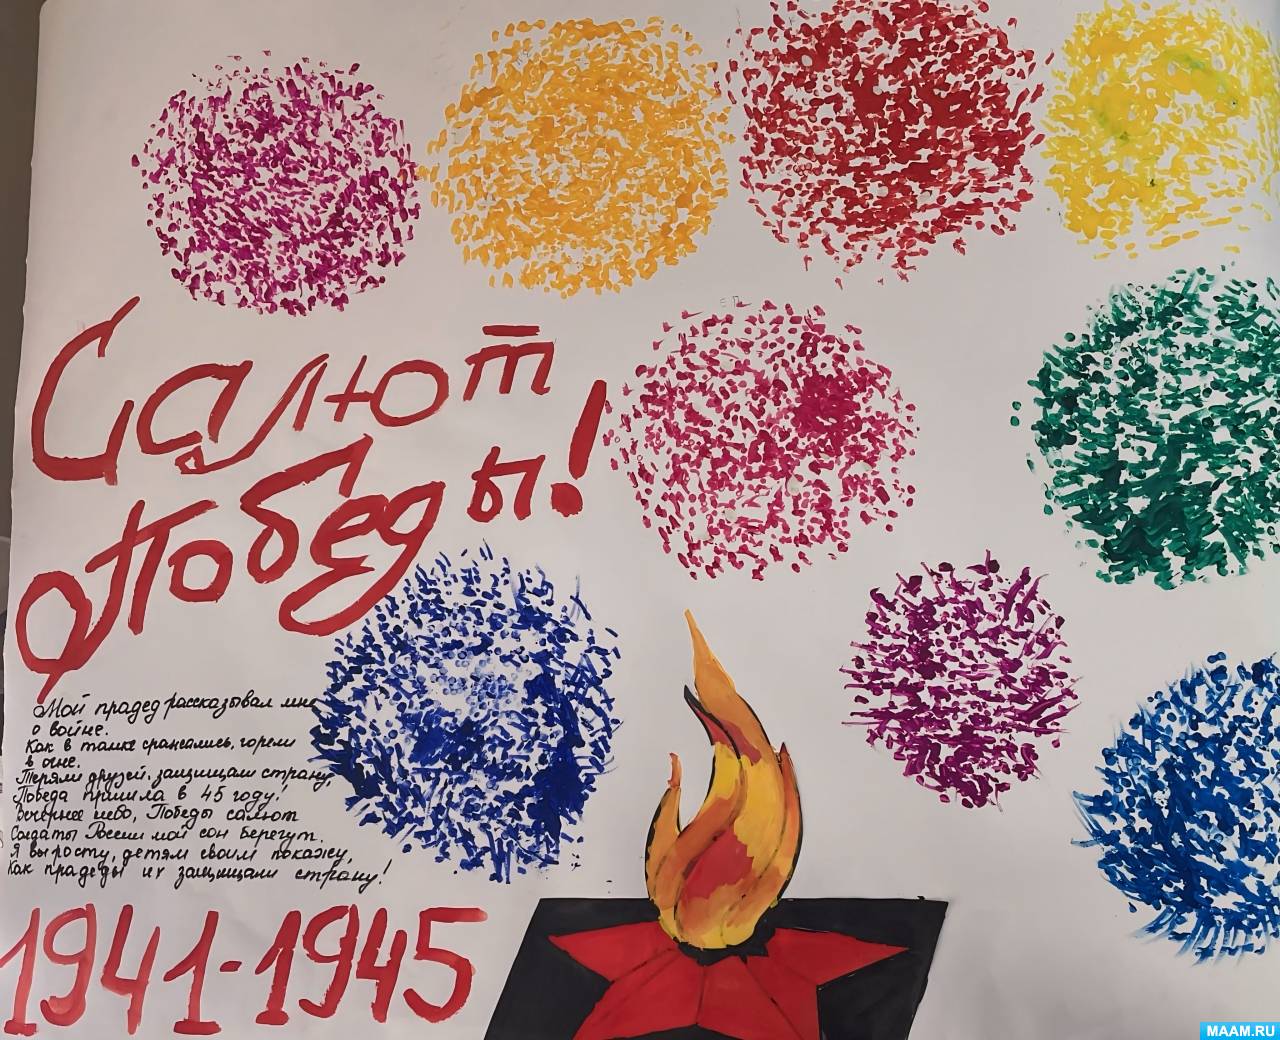 Салют
Победы!
Мой прадед рассказывал мне
о войне.
Как в танке сражались, горели
в огне.
Теряли друзей, защищали страну,
Победа пришла в 45 году!
Вечернее небо, Победы салют
Солдаты России мой сон берегут.
Я вырасту, детям своим покажу,
Как прадеды их защищали страну!
1941-1945
MAAM.RU